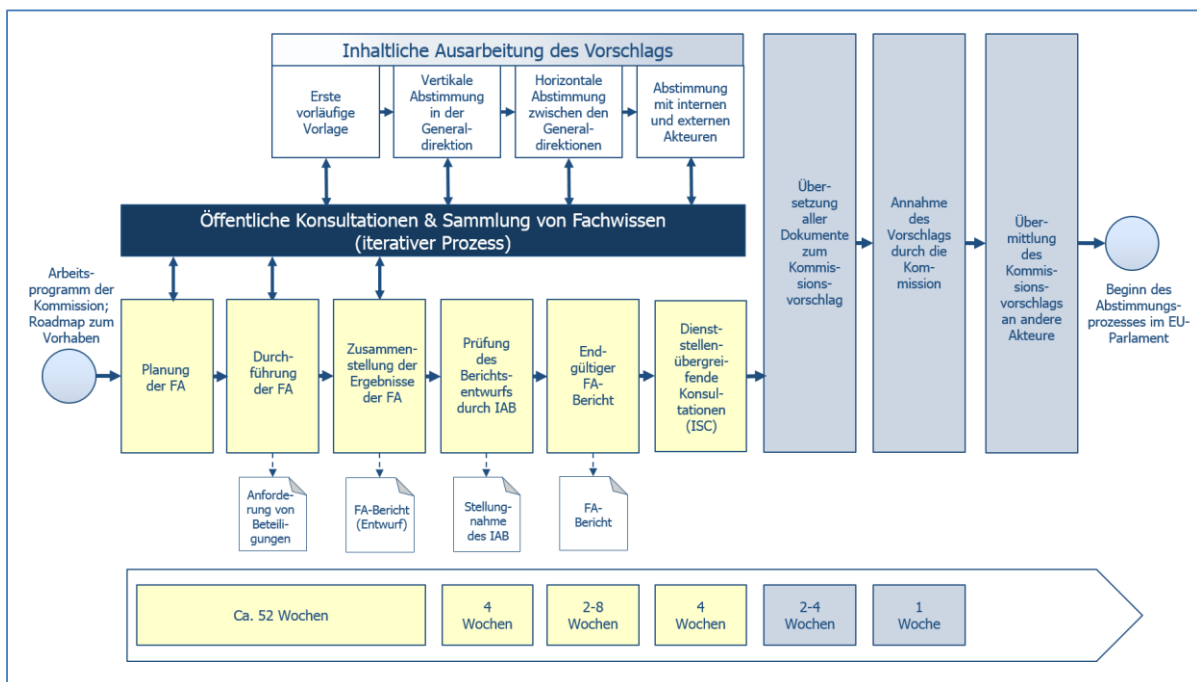 Inhaltliche Ausarbeitung des Vorschlags
Erste
vorläufige
Vorlage
Vertikale
Abstimmung
in der
General-
direktion
Horizontale
Abstimmung
zwischen den
General-
direktionen
Abstimmung
mit internen
und externen
Akteuren
Öffentliche Konsultationen & Sammlung von Fachwissen
(iterativer Prozess)
Arbeits-
programm der
Kommission;
Roadmap zum
Vorhaben
Planung
der FA
Durch-
führung
der FA
Zusammen-
stellung der
Ergebnisse
der FA
Prüfung
des
Berichts-
entwurfs
durch IAB
End-
gültiger
FA-
Bericht
Dienst-
stellen-
übergrei-
fende
Konsul-
tationen
(ISC)
Über-
setzung
aller
Dokumente
zum
Kommis-
sions-
vorschlag
Annahme
des
Vorschlags
durch die
Kom-
mission
Über-
mittlung
des
Kommis-
sions-
vorschlags
an andere
Akteure
Beginn des
Abstimmungs-
prozesses im EU-
Parlament
Anforde-
rung von
Beteili-
gungen
FA-Bericht
(Entwurf)
Stellung-
nahme
des IAB
FA-
Bericht
Ca. 52 Wochen
4
Wochen
2-8
Wochen
4
Wochen
2-4
Wochen
1
Woche